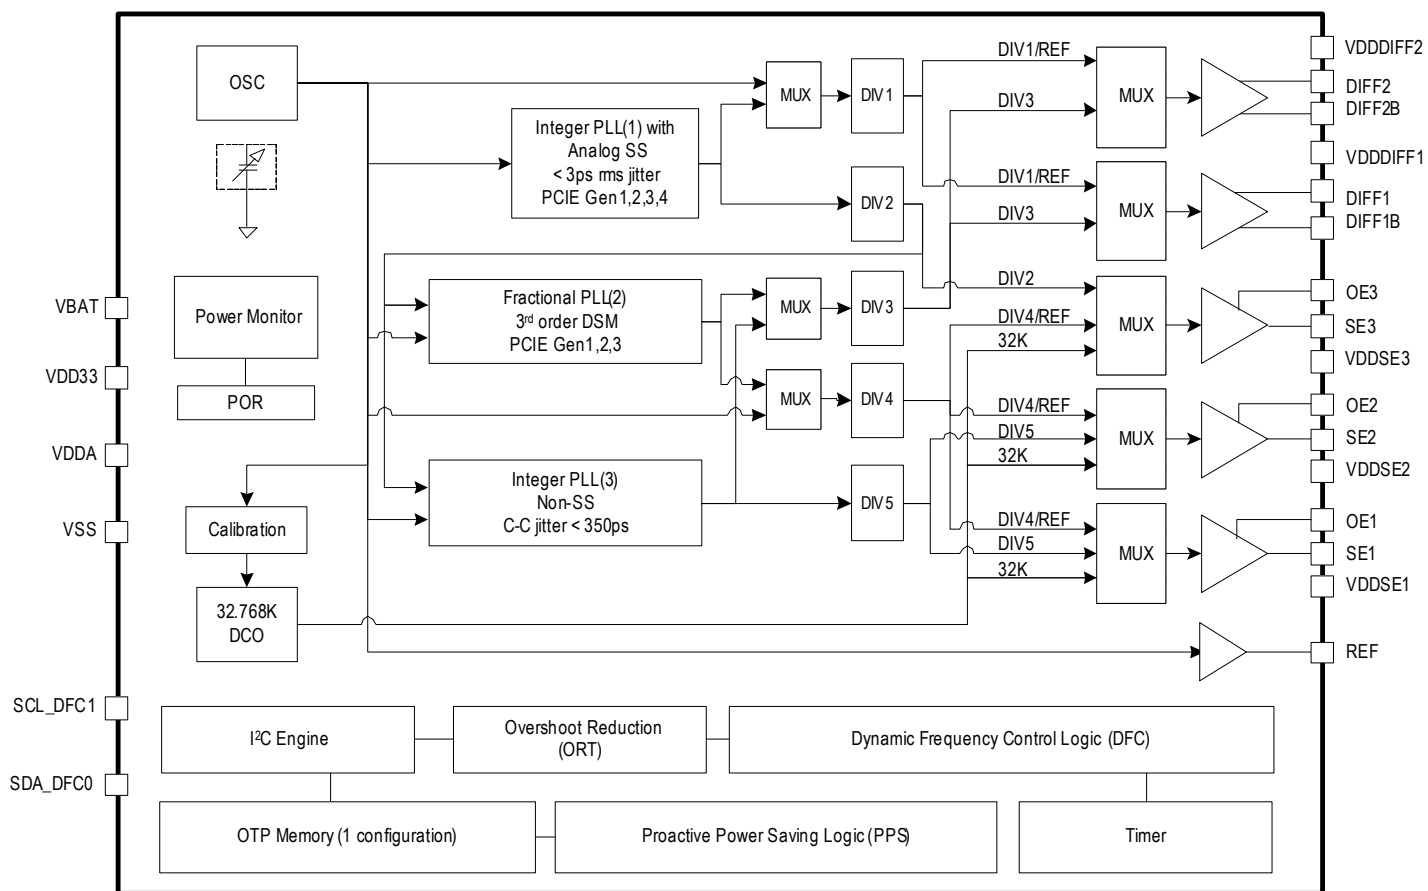 OSC
Integer PLL(1) with
Analog SS
< 3ps rms jitter
PCIE Gen1,2,3,4
MUX
DIV1
DIV2
DIV1/REF
DIV3
MUX
VDDDIFF2
DIFF2
DIFF2B
VDDDIFF1
DIV1/REF
DIV3
MUX
DIFF1
DIFF1B
VBAT
VDD33
VDDA
VSS
Power Monitor
POR
Fractional PLL(2)
3rd order DSM
PCIE Gen1,2,3
MUX
DIV3
MUX
DIV4
DIV2
DIV4/REF
32K
MUX
OE3
SE3
VDDSE3
DIV4/REF
DIV5
32K
MUX
OE2
SE2
VDDSE2
Calibration
32.768K
DCO
Integer PLL(3)
Non-SS
C-C jitter < 350ps
DIV5
DIV4/REF
DIV5
32K
MUX
OE1
SE1
VDDSE1
REF
SCL_DFC1
SDA_DFC0
I2C Engine
Overshoot Reduction
(ORT)
Dynamic Frequency Control Logic (DFC)
OTP Memory (1 configuration)
Proactive Power Saving Logic (PPS)
Timer